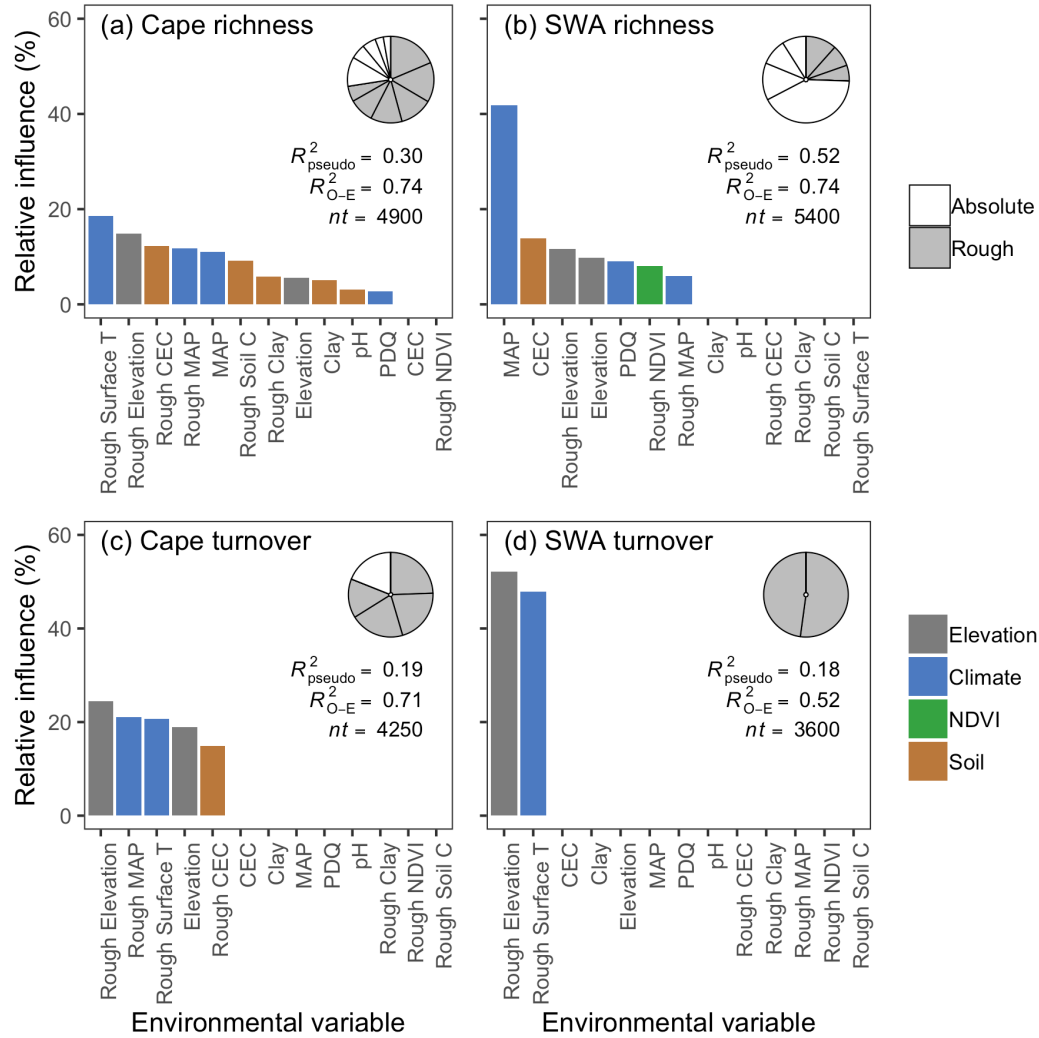 (a) Cape richness
Relative influence (%)
60
40
20
0
R²pseudo = 0.30
R²O−E = 0.74
nt = 4900
Rough Surface T
Rough Elevation
Rough CEC
Rough MAP
MAP
Rough Soil C
Rough Clay
Elevation
Clay
pH
PDQ
CEC
Rough NDVI
(b) SWA richness
R²pseudo = 0.52
R²O−E = 0.74
nt = 5400
MAP
CEC
Rough Elevation
Elevation
PDQ
Rough NDVI
Rough MAP
Clay
pH
Rough CEC
Rough Clay
Rough Soil C
Rough Surface T
Absolute
Rough
(c) Cape turnover
Relative influence (%)
60
40
20
0
R²pseudo = 0.19
R²O−E = 0.71
nt = 4250
Rough Elevation
Rough MAP
Rough Surface T
Elevation
Rough CEC
CEC
Clay
MAP
PDQ
pH
Rough Clay
Rough NDVI
Rough Soil C
Environmental variable
(d) SWA turnover
R²pseudo = 0.18
R²O−E = 0.52
nt = 3600
Rough Elevation
Rough Surface T
CEC
Clay
Elevation
MAP
PDQ
pH
Rough CEC
Rough Clay
Rough MAP
Rough NDVI
Rough Soil C
Environmental variable
Elevation
Climate
NDVI
Soil